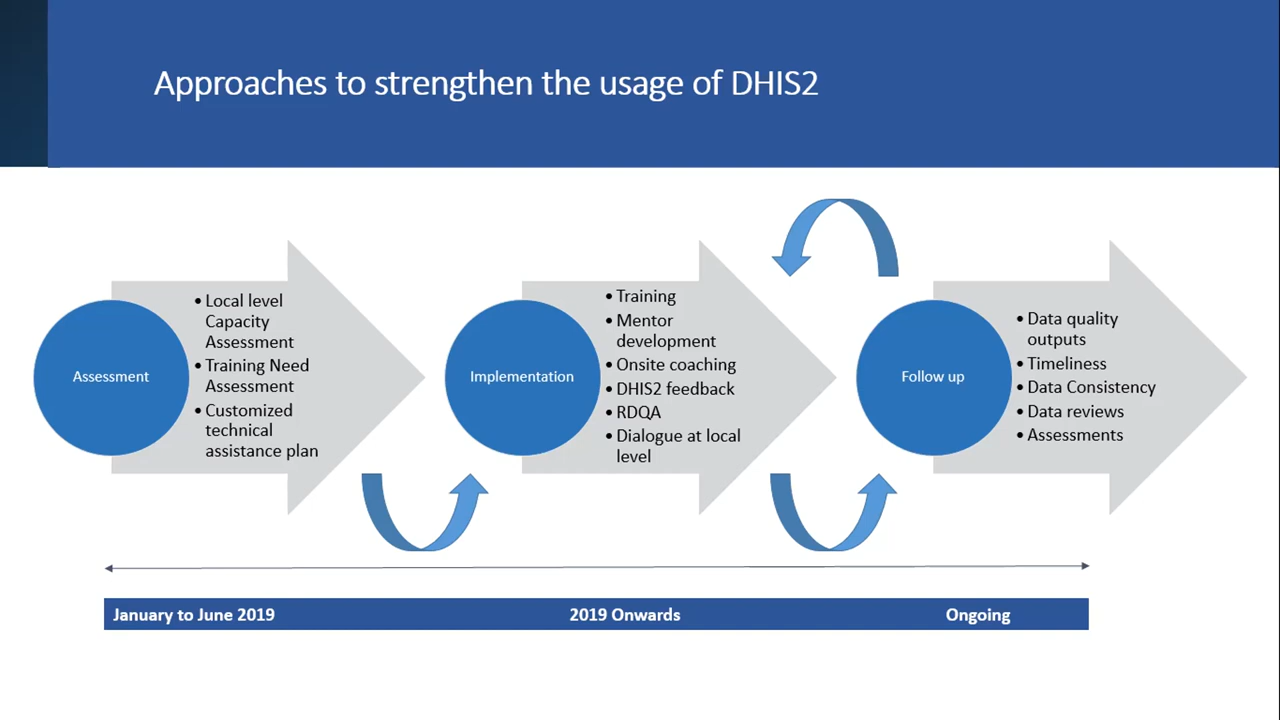 Approaches to strengthen the usage of DHIS2
Assessment
• Local level
Capacity
Assessment
• Training Need
Assessment
• Customized
technical
assistance plan
Implementation
• Training
• Mentor
development
• Onsite coaching
• DHIS2 feedback
• RDQA
• Dialogue at local
level
Follow up
• Data quality
outputs
• Timeliness
• Data Consistency
• Data reviews
• Assessments
January to June 2019
2019 Onwards
Ongoing